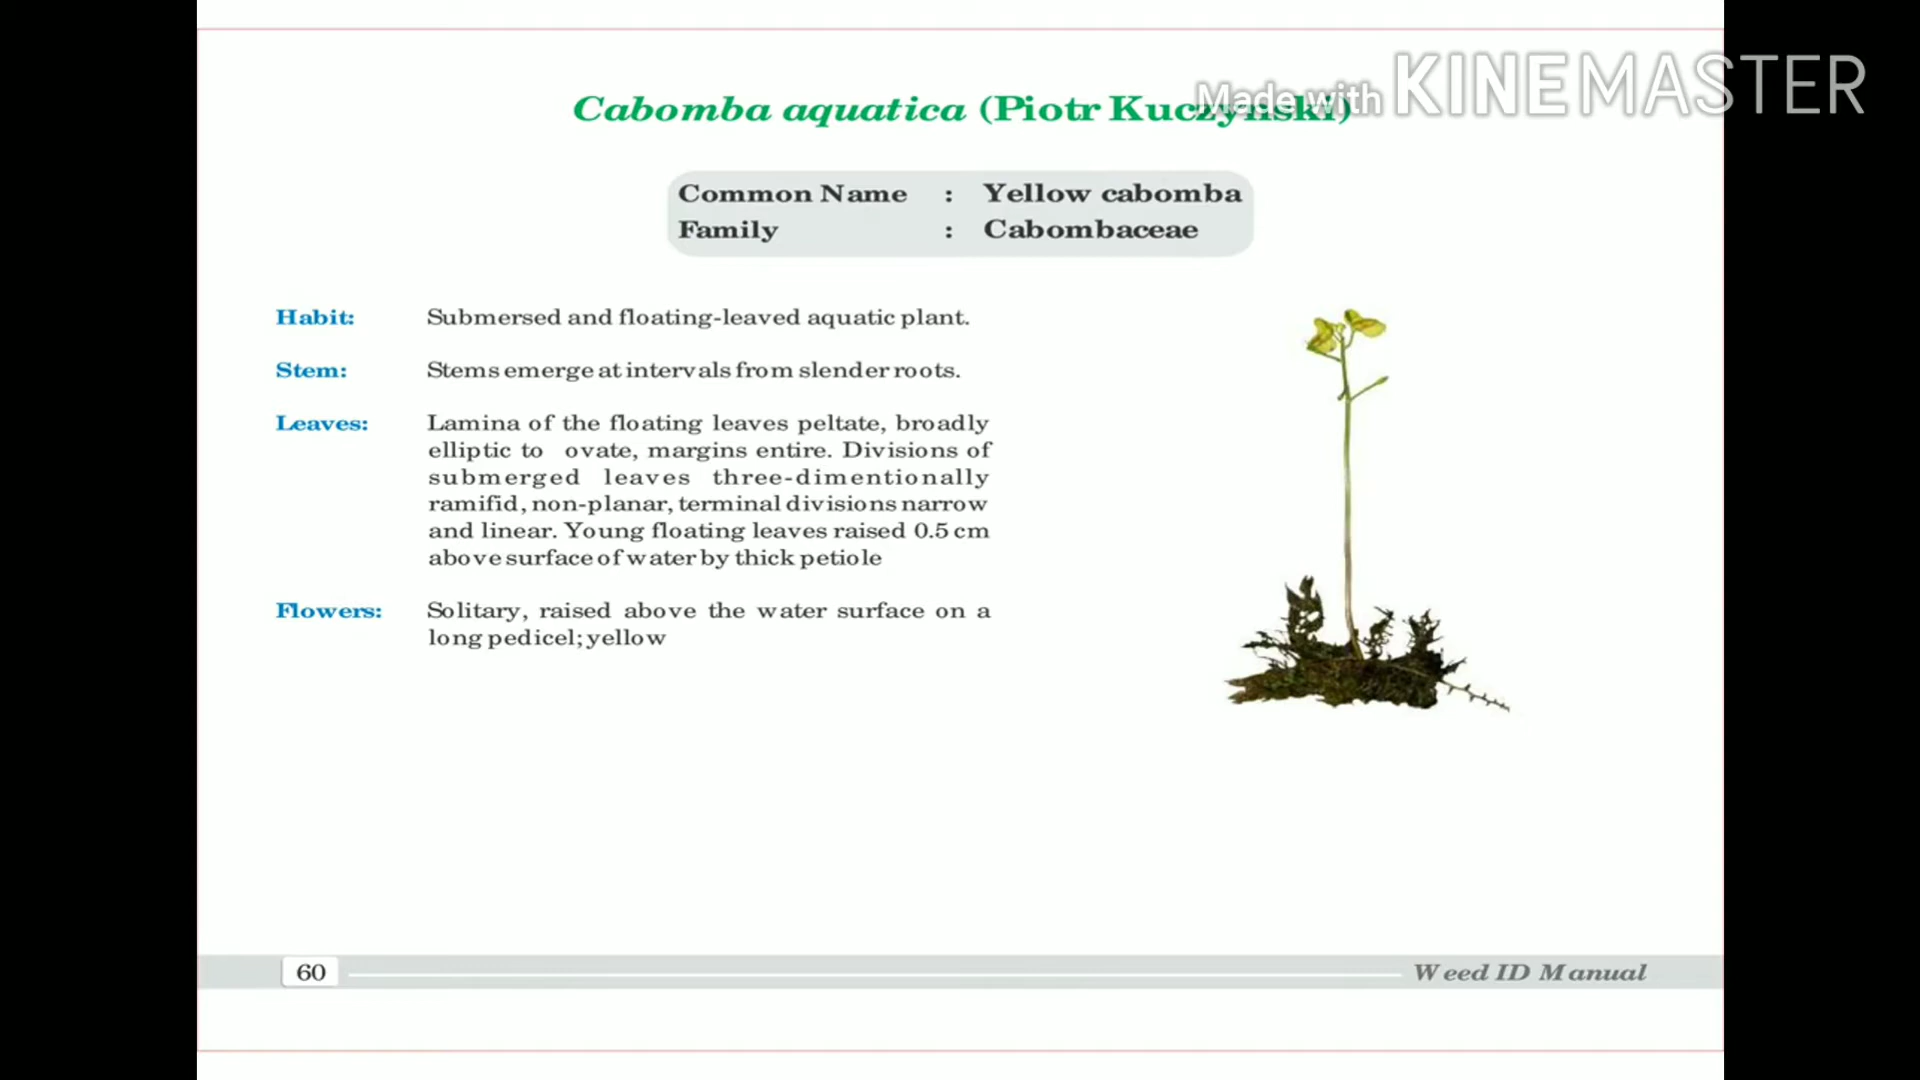 Made with KINEMASTER
Cabomba aquatica (Piotr Kuczynski)
Common Name : Yellow cabomba
Family : Cabombaceae
Habit: Submersed and floating-leaved aquatic plant.
Stem: Stems emerge at intervals from slender roots.
Leaves: Lamina of the floating leaves peltate, broadly
elliptic to ovate, margins entire. Divisions of
submerged leaves three-dimentionally
ramifid, non-planar, terminal divisions narrow
and linear. Young floating leaves raised 0.5 cm
above surface of water by thick petiole
Flowers: Solitary, raised above the water surface on a
long pedicel; yellow
60
Weed ID Manual